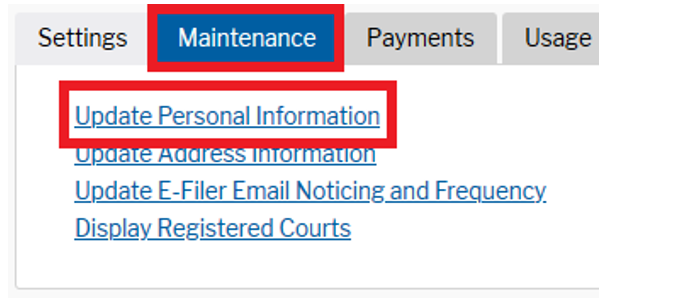 Settings Maintenance Payments Usage
Update Personal Information
Update Address Information
Update E-Filer Email Noticing and Frequency
Display Registered Courts